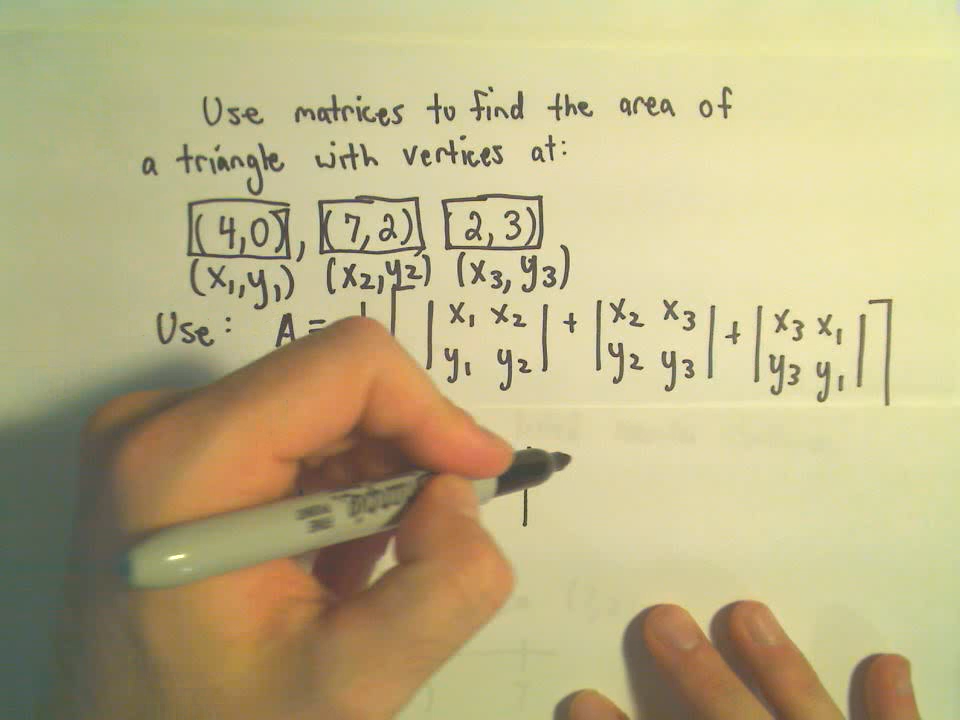 Use matrices to find the area of
a triangle with vertices at:
(4,0), (7,2) (2,3)
(x₁,y₁) (x₂,y₂) (x₃,y₃)
Use: A = [ | x₁ x₂ | + | x₂ x₃ | + | x₃ x₁ | ]
y₁ y₂ y₂ y₃ y₃ y₁